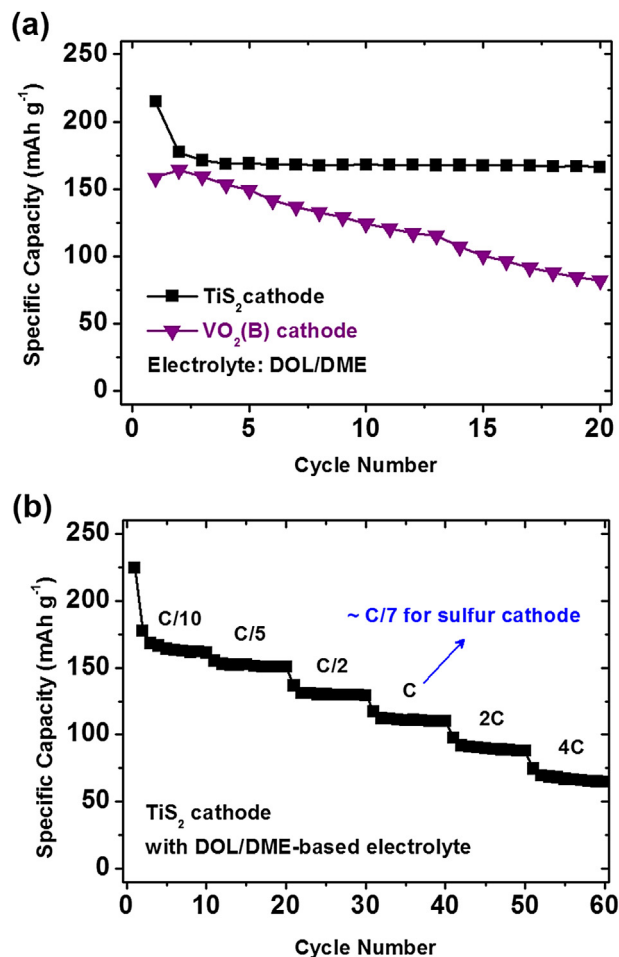 (a)
250
200
150
100
50
0
Specific Capacity (mAh g⁻¹)
TiS₂cathode
VO₂(B) cathode
Electrolyte: DOL/DME
0 5 10 15 20
Cycle Number
(b)
250
200
150
100
50
0
Specific Capacity (mAh g⁻¹)
C/10
C/5
C/2
C
2C
4C
~ C/7 for sulfur cathode
TiS₂ cathode
with DOL/DME-based electrolyte
0 10 20 30 40 50 60
Cycle Number